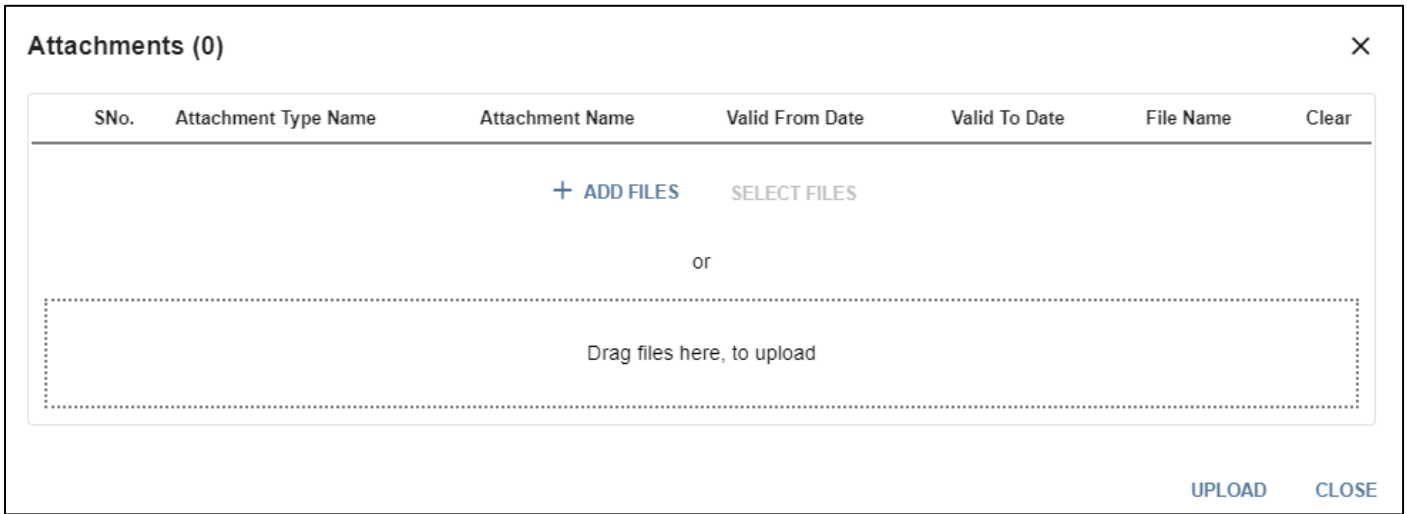 Attachments (0)
SNo. Attachment Type Name Attachment Name Valid From Date Valid To Date File Name Clear
+ ADD FILES SELECT FILES
or
Drag files here, to upload
UPLOAD CLOSE